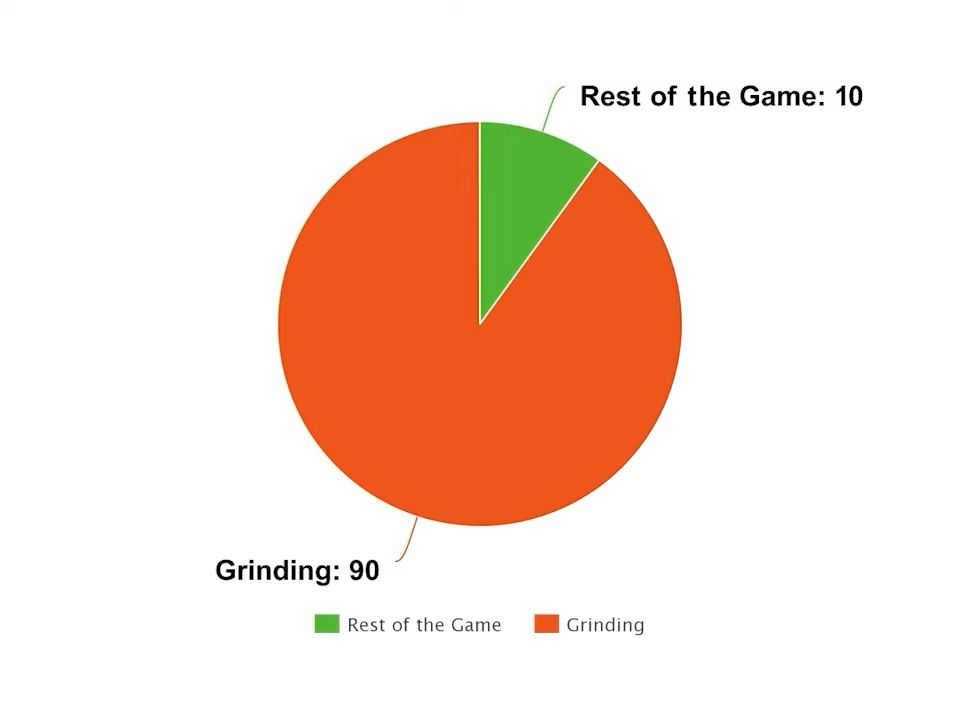 Rest of the Game: 10
Grinding: 90
Rest of the Game
Grinding